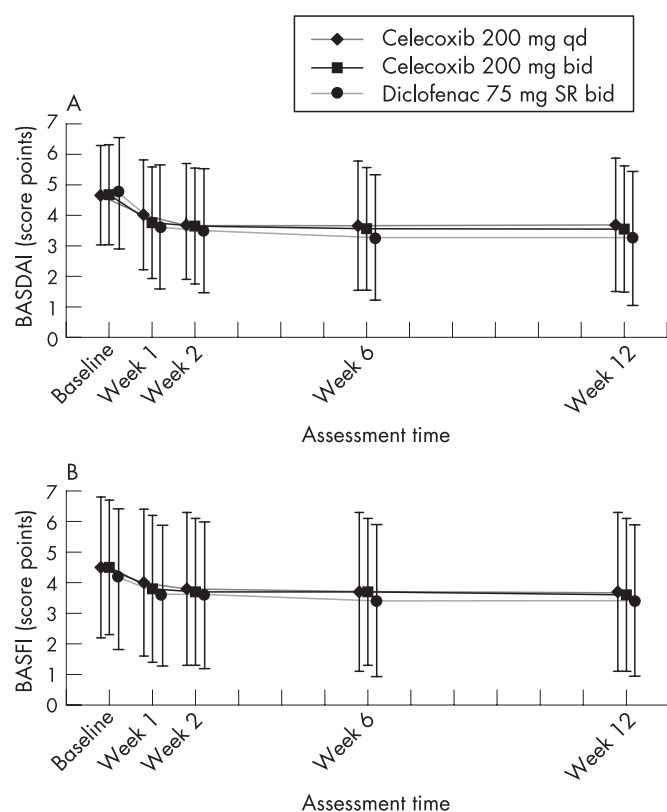 Celecoxib 200 mg qd
Celecoxib 200 mg bid
Diclofenac 75 mg SR bid
A
7
6
5
4
3
2
1
0
BASDAI (score points)
Baseline
Week 1
Week 2
Week 6
Week 12
Assessment time
B
7
6
5
4
3
2
1
0
BASFI (score points)
Baseline
Week 1
Week 2
Week 6
Week 12
Assessment time